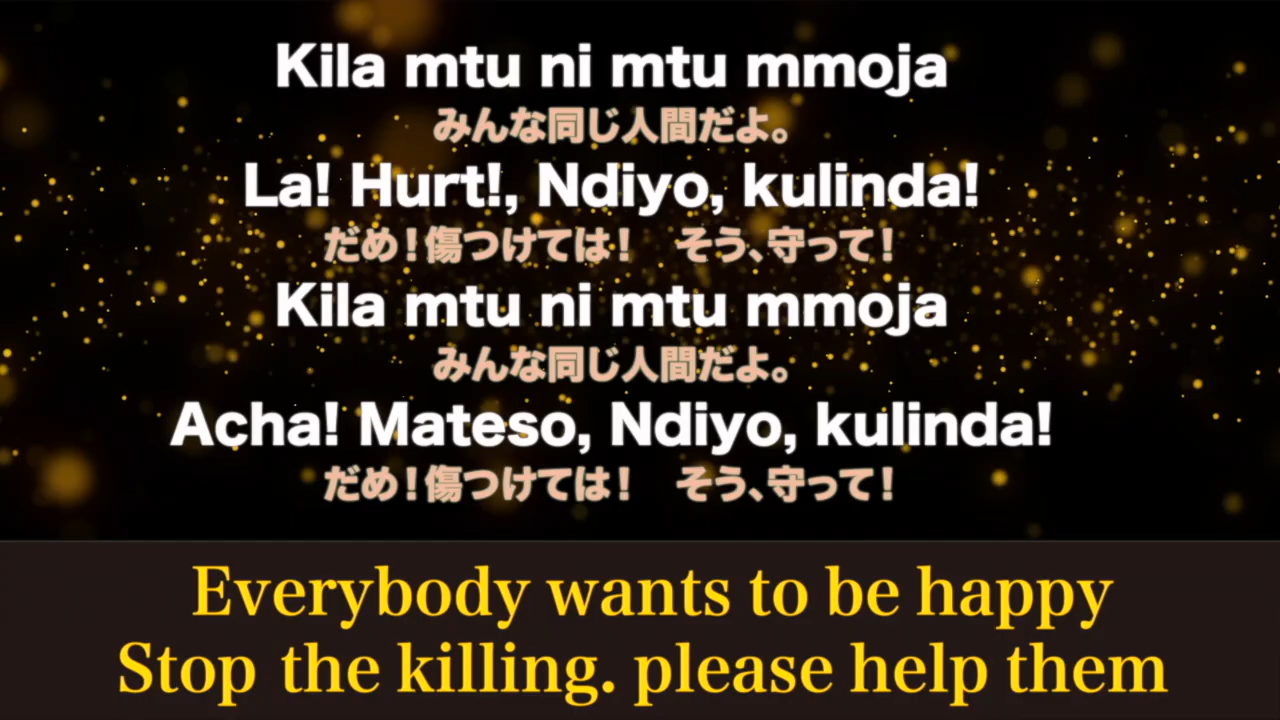 Kila mtu ni mtu mmoja
みんな同じ人間だよ。
La! Hurt!, Ndiyo, kulinda!
だめ!傷つけては! そう、守って!
Kila mtu ni mtu mmoja
みんな同じ人間だよ。
Acha! Mateso, Ndiyo, kulinda!
だめ!傷つけては! そう、守って!
Everybody wants to be happy
Stop the killing. please help them